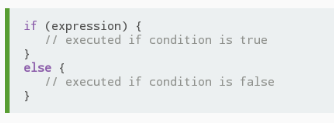 if (expression) {
   // executed if condition is true
}
else {
   // executed if condition is false
}